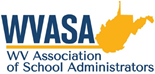 WVASA
WV Association
of School Administrators